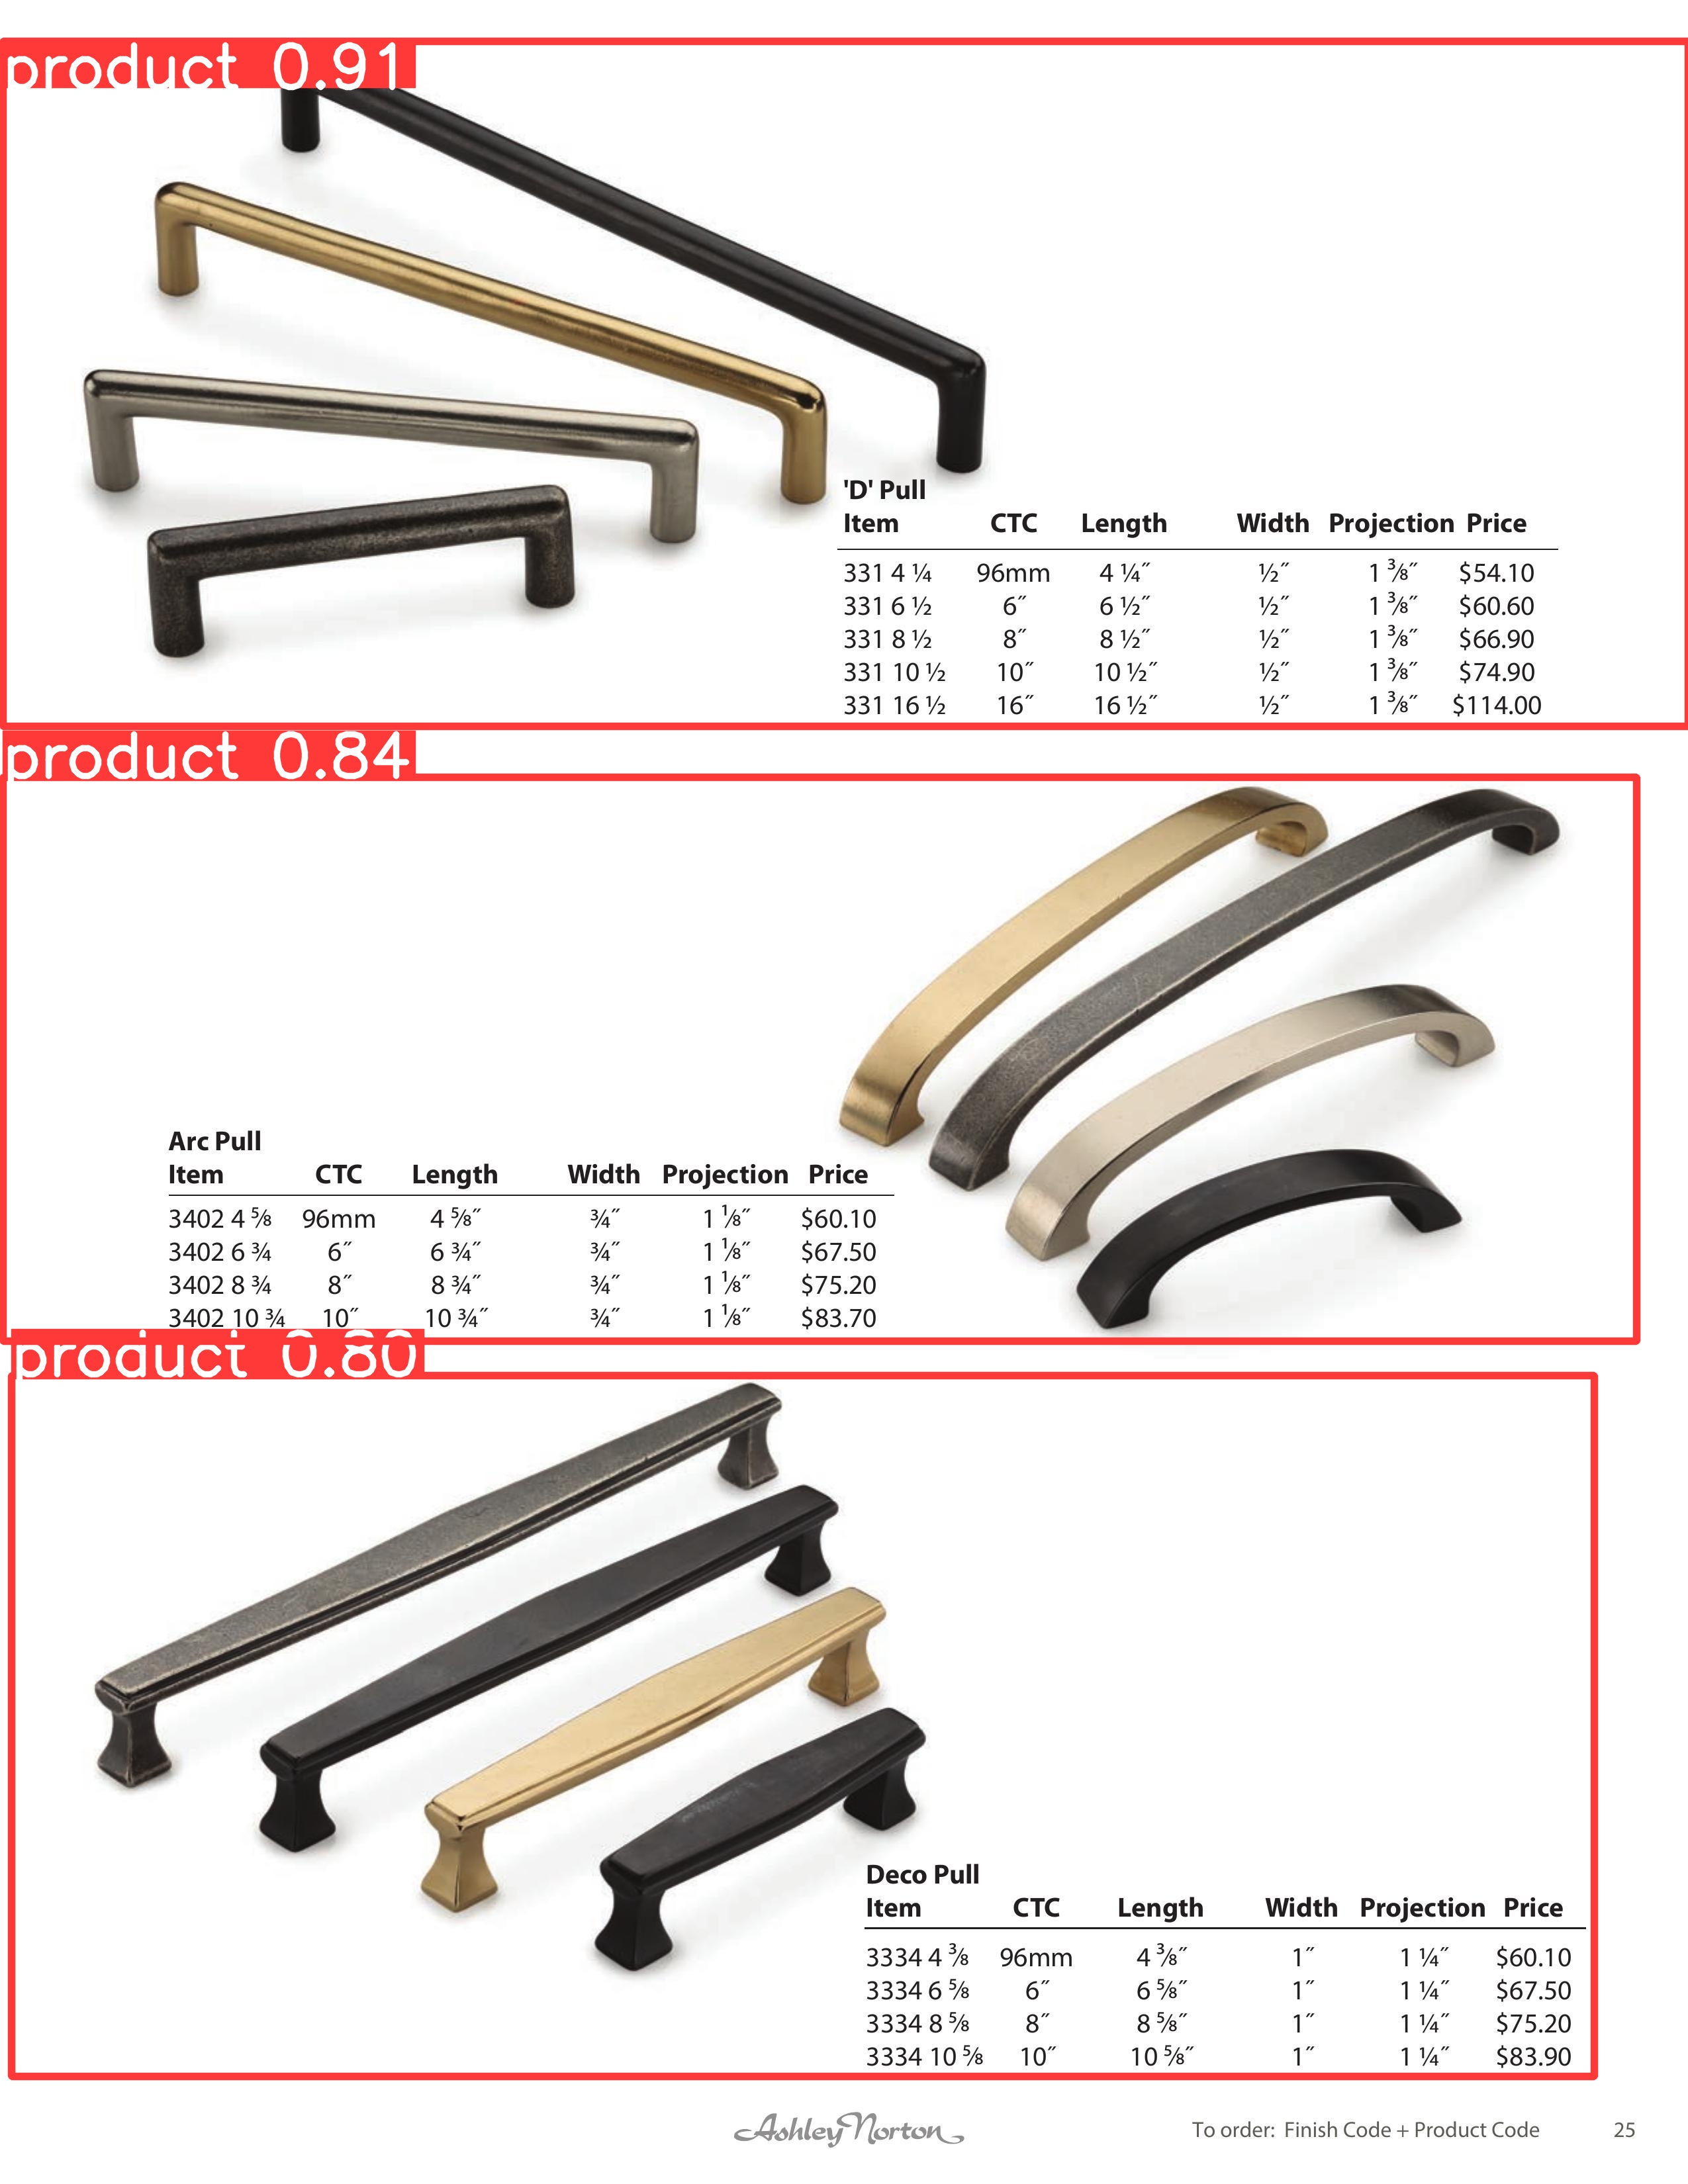 product 0.91
'D' Pull
Item CTC Length Width Projection Price
331 4 ¼ 96mm 4 ¼″ ½″ 1 ⅜″ $54.10
331 6 ½ 6″ 6 ½″ ½″ 1 ⅜″ $60.60
331 8 ½ 8″ 8 ½″ ½″ 1 ⅜″ $66.90
331 10 ½ 10″ 10 ½″ ½″ 1 ⅜″ $74.90
331 16 ½ 16″ 16 ½″ ½″ 1 ⅜″ $114.00
product 0.84
Arc Pull
Item CTC Length Width Projection Price
3402 4 ⅝ 96mm 4 ⅝″ ¾″ 1 ⅛″ $60.10
3402 6 ¾ 6″ 6 ¾″ ¾″ 1 ⅛″ $67.50
3402 8 ¾ 8″ 8 ¾″ ¾″ 1 ⅛″ $75.20
3402 10 ¾ 10″ 10 ¾″ ¾″ 1 ⅛″ $83.70
product 0.80
Deco Pull
Item CTC Length Width Projection Price
3334 4 ⅜ 96mm 4 ⅜″ 1″ 1 ¼″ $60.10
3334 6 ⅝ 6″ 6 ⅝″ 1″ 1 ¼″ $67.50
3334 8 ⅝ 8″ 8 ⅝″ 1″ 1 ¼″ $75.20
3334 10 ⅝ 10″ 10 ⅝″ 1″ 1 ¼″ $83.90
Ashley Norton
To order: Finish Code + Product Code 25